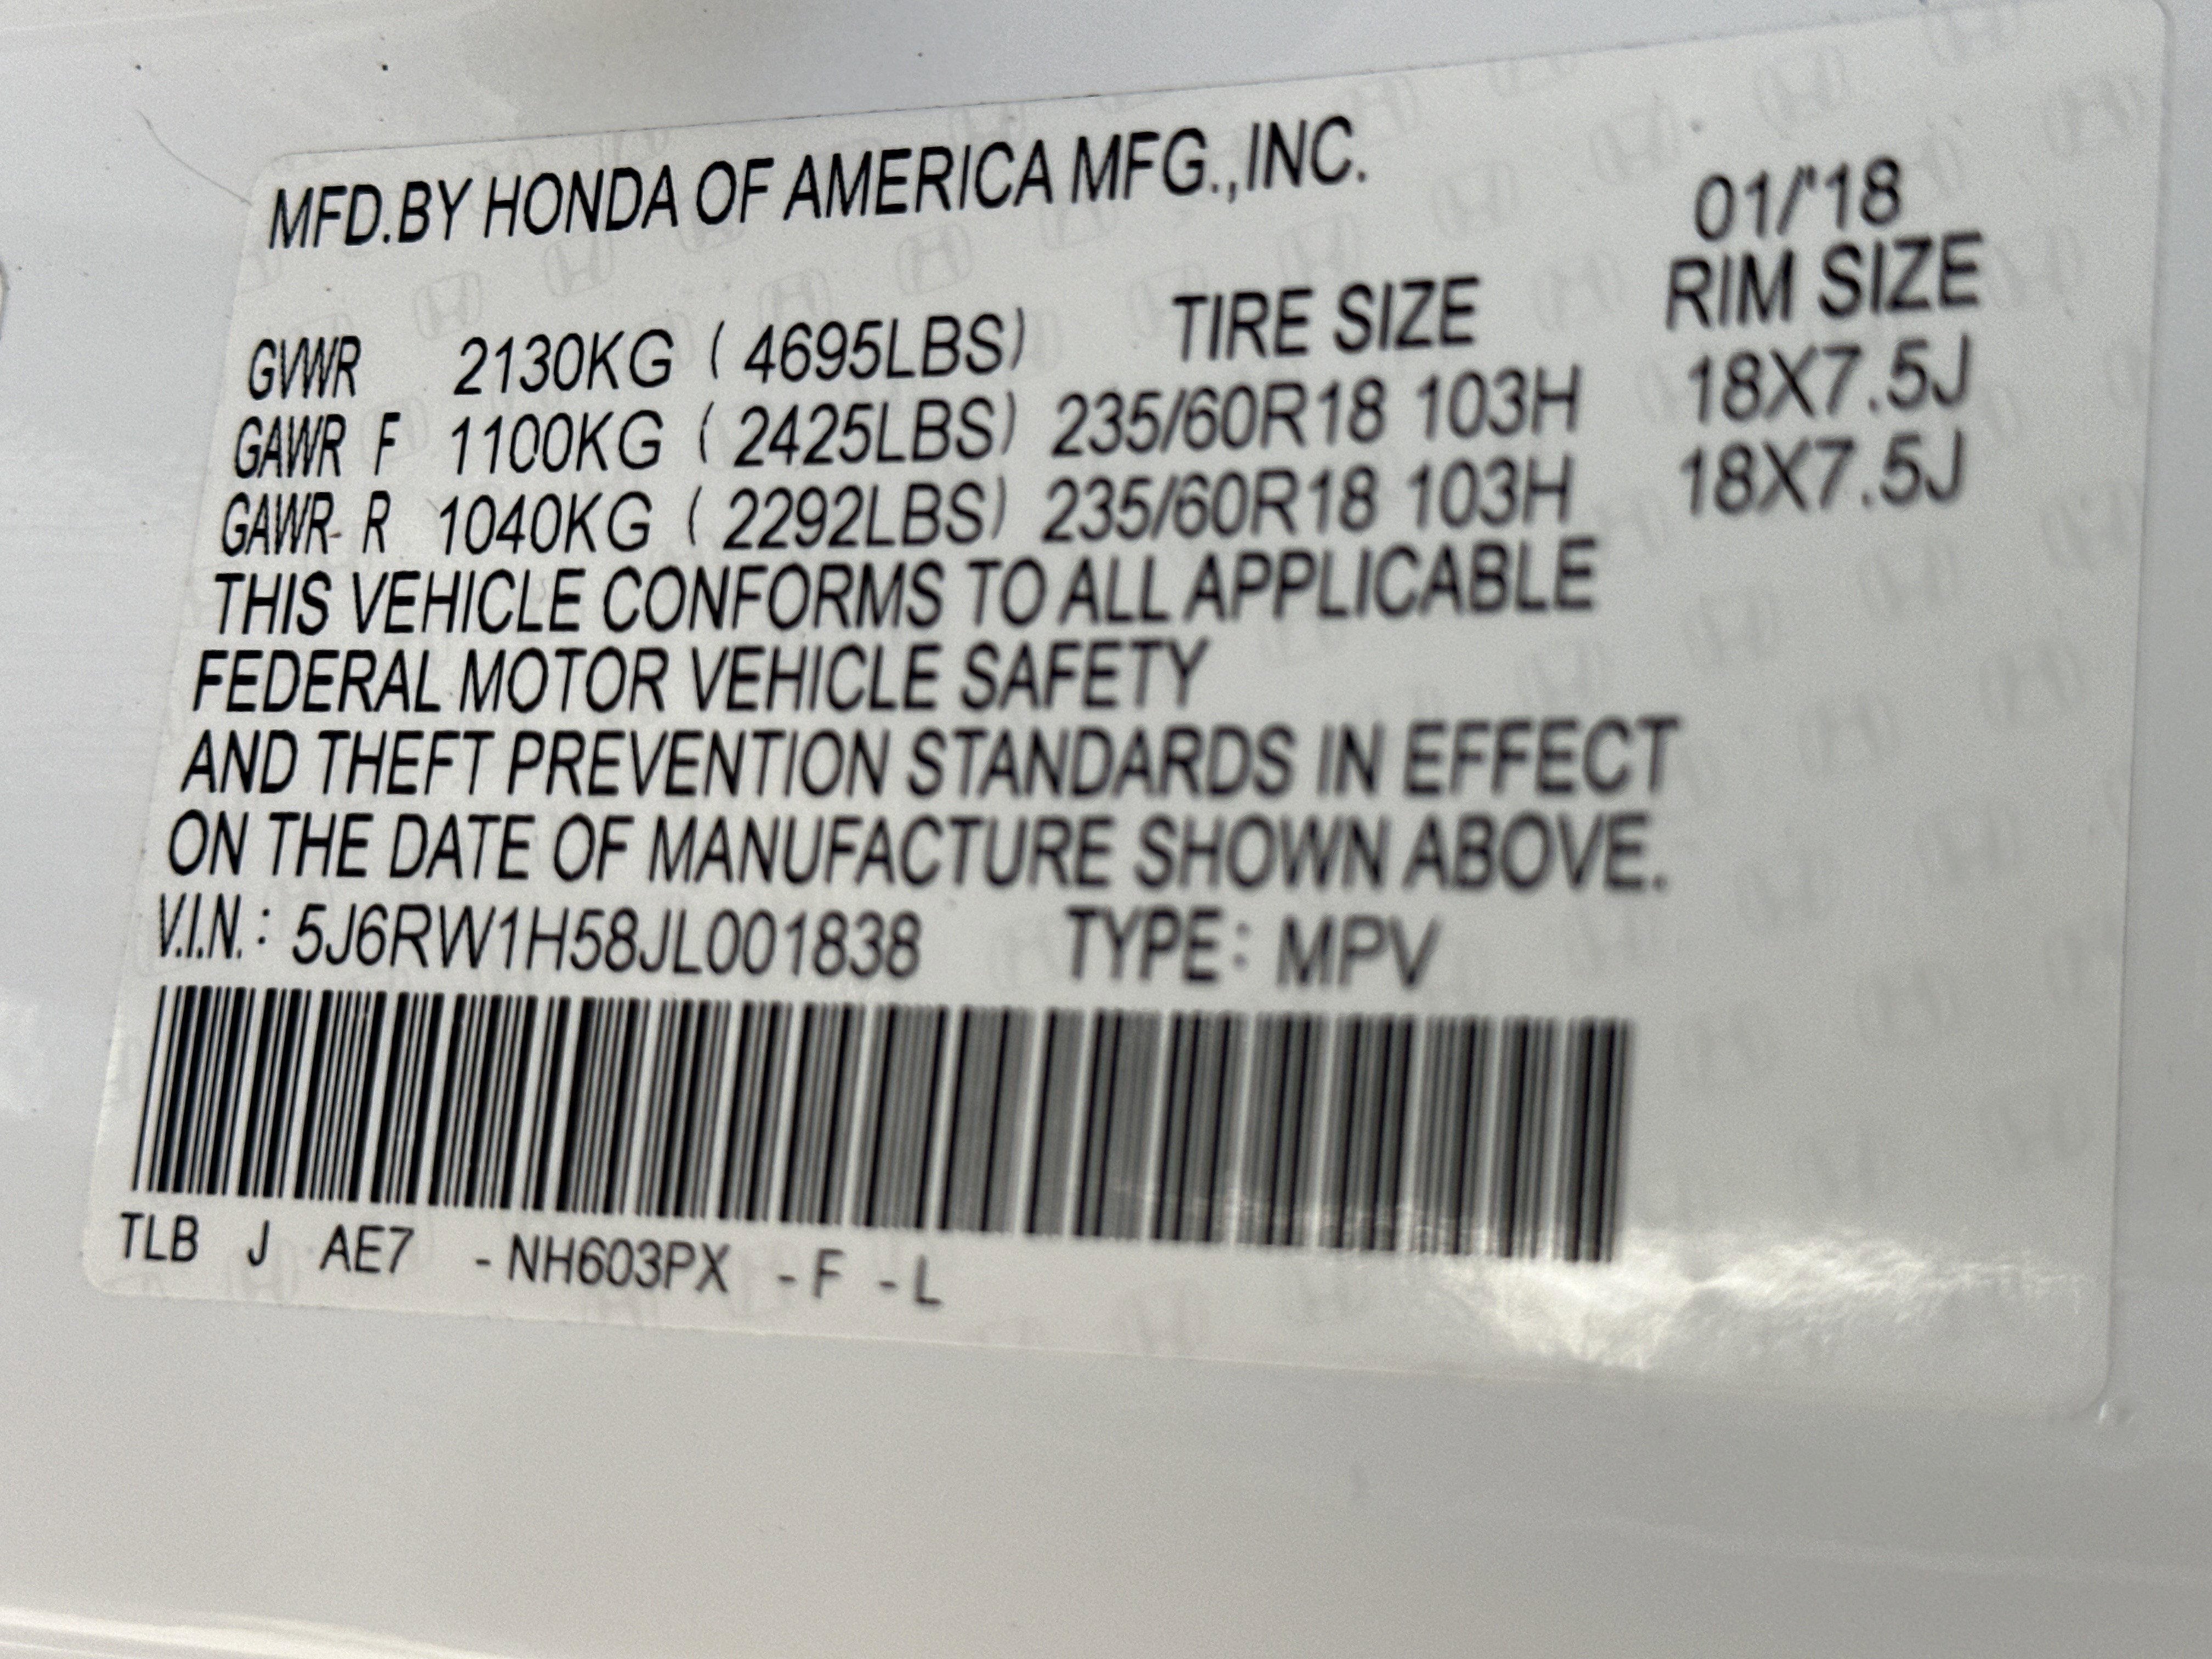 MFD.BY HONDA OF AMERICA MFG.,INC.
01/'18
TIRE SIZE RIM SIZE
GVWR 2130KG ( 4695LBS)
GAWR F 1100KG ( 2425LBS) 235/60R18 103H 18X7.5J
GAWR- R 1040KG ( 2292LBS) 235/60R18 103H 18X7.5J
THIS VEHICLE CONFORMS TO ALL APPLICABLE
FEDERAL MOTOR VEHICLE SAFETY
AND THEFT PREVENTION STANDARDS IN EFFECT
ON THE DATE OF MANUFACTURE SHOWN ABOVE.
V.I.N.: 5J6RW1H58JL001838 TYPE: MPV
TLB J AE7 -NH603PX -F -L